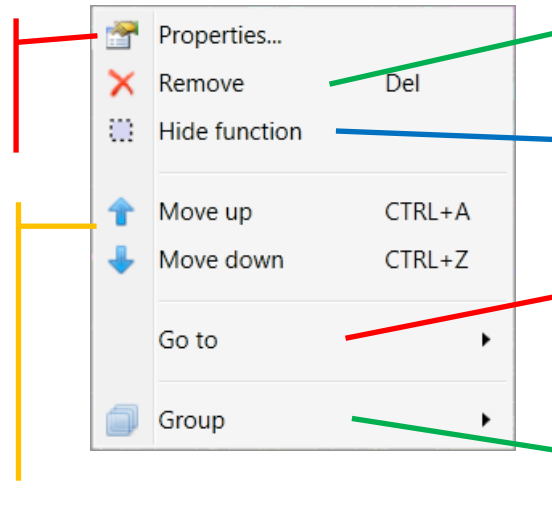 Properties...
Remove Del
Hide function
Move up CTRL+A
Move down CTRL+Z
Go to
Group